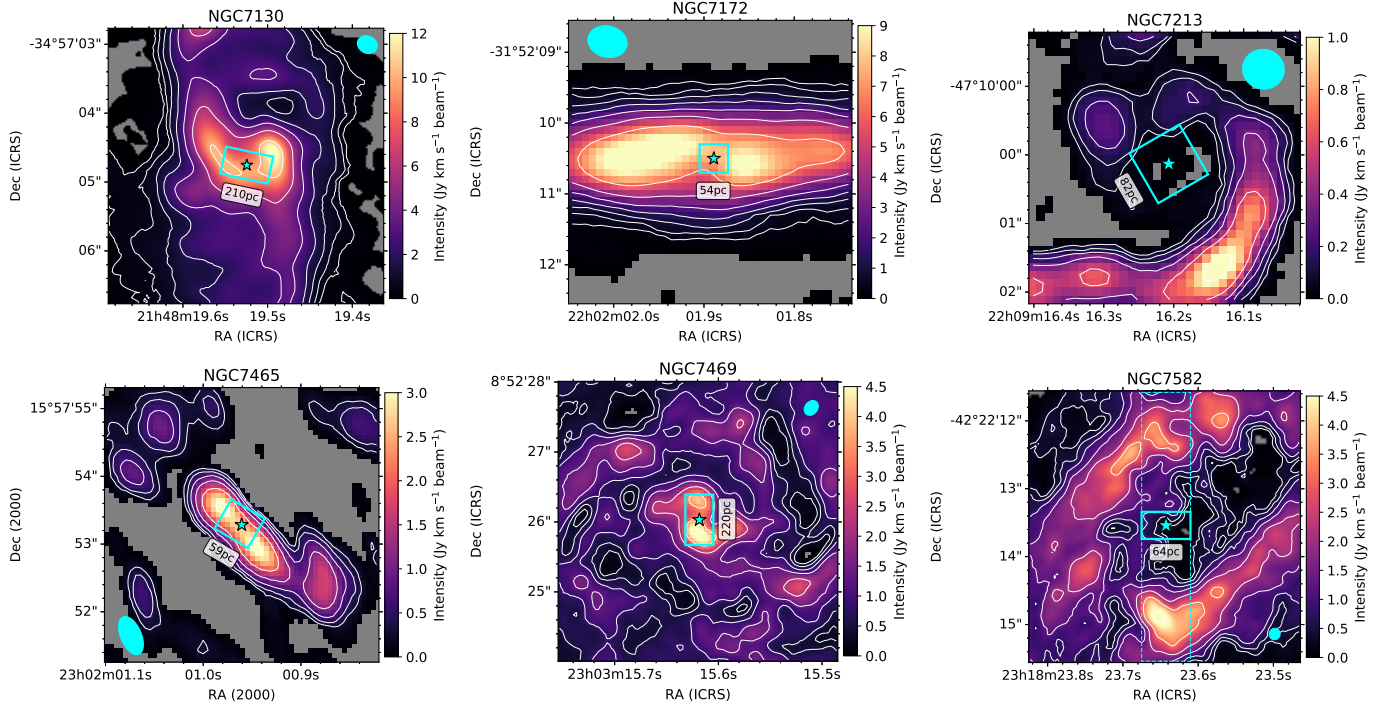 NGC7130
-34°57'03"
04"
05"
06"
Dec (ICRS)
210pc
21h48m19.6s
19.5s
19.4s
RA (ICRS)
12
10
8
6
4
2
0
Intensity (Jy km s⁻¹ beam⁻¹)
NGC7172
-31°52'09"
10"
11"
12"
Dec (ICRS)
54pc
22h02m02.0s
01.9s
01.8s
RA (ICRS)
9
8
7
6
5
4
3
2
1
0
Intensity (Jy km s⁻¹ beam⁻¹)
NGC7213
-47°10'00"
00"
01"
02"
Dec (ICRS)
82pc
22h09m16.4s
16.3s
16.2s
16.1s
RA (ICRS)
1.0
0.8
0.6
0.4
0.2
0.0
Intensity (Jy km s⁻¹ beam⁻¹)
NGC7465
15°57'55"
54"
53"
52"
Dec (2000)
59pc
23h02m01.1s
01.0s
00.9s
RA (2000)
3.0
2.5
2.0
1.5
1.0
0.5
0.0
Intensity (Jy km s⁻¹ beam⁻¹)
NGC7469
8°52'28"
27"
26"
25"
Dec (ICRS)
220pc
23h03m15.7s
15.6s
15.5s
RA (ICRS)
4.5
4.0
3.5
3.0
2.5
2.0
1.5
1.0
0.5
0.0
Intensity (Jy km s⁻¹ beam⁻¹)
NGC7582
-42°22'12"
13"
14"
15"
Dec (ICRS)
64pc
23h18m23.8s
23.7s
23.6s
23.5s
RA (ICRS)
4.5
4.0
3.5
3.0
2.5
2.0
1.5
1.0
0.5
0.0
Intensity (Jy km s⁻¹ beam⁻¹)